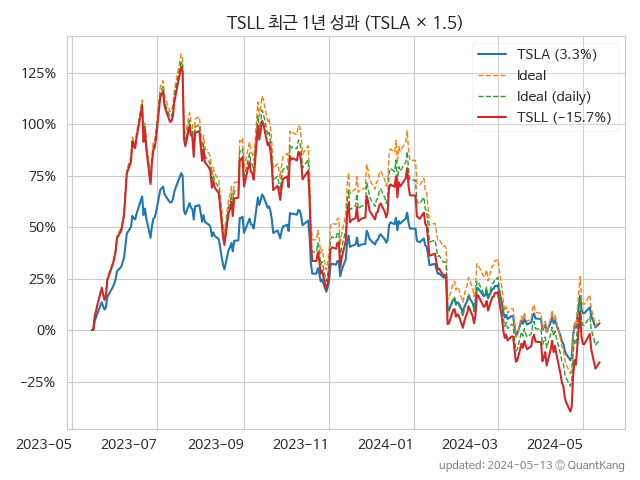 TSLL 최근 1년 성과 (TSLA × 1.5)
TSLA (3.3%)
Ideal
Ideal (daily)
TSLL (−15.7%)
125%
100%
75%
50%
25%
0%
−25%
2023-05
2023-07
2023-09
2023-11
2024-01
2024-03
2024-05
updated: 2024-05-13 ⓒ QuantKang